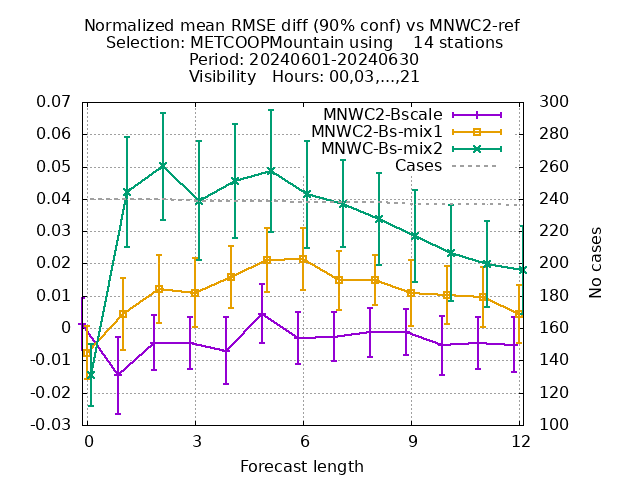 Normalized mean RMSE diff (90% conf) vs MNWC2-ref
Selection: METCOOPMountain using    14 stations
Period: 20240601-20240630
Visibility   Hours: 00,03,...,21
0.07
0.06
0.05
0.04
0.03
0.02
0.01
0
-0.01
-0.02
-0.03
MNWC2-Bscale
MNWC2-Bs-mix1
MNWC-Bs-mix2
Cases
300
280
260
240
220
200
180
160
140
120
100
No cases
0 3 6 9 12
Forecast length